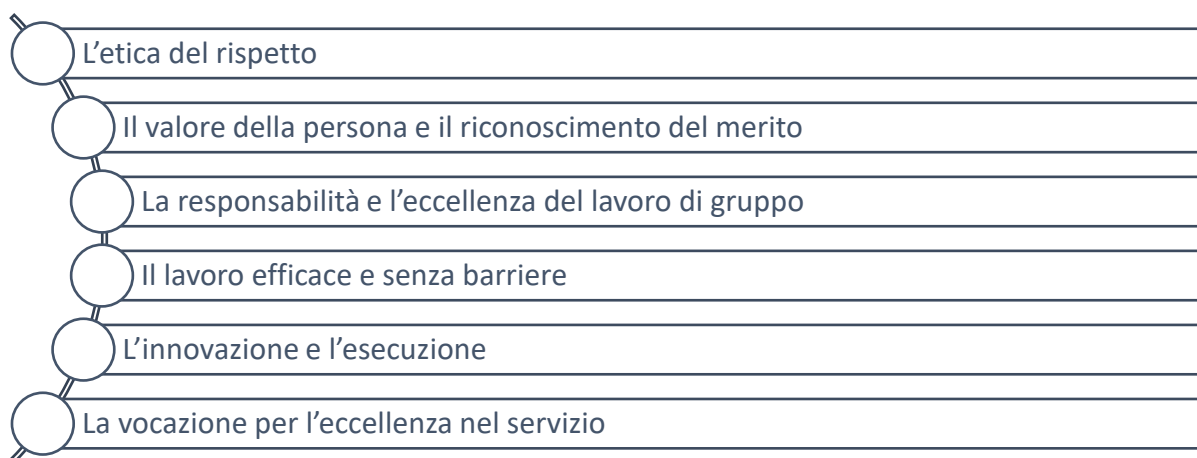 L’etica del rispetto
Il valore della persona e il riconoscimento del merito
La responsabilità e l’eccellenza del lavoro di gruppo
Il lavoro efficace e senza barriere
L’innovazione e l’esecuzione
La vocazione per l’eccellenza nel servizio